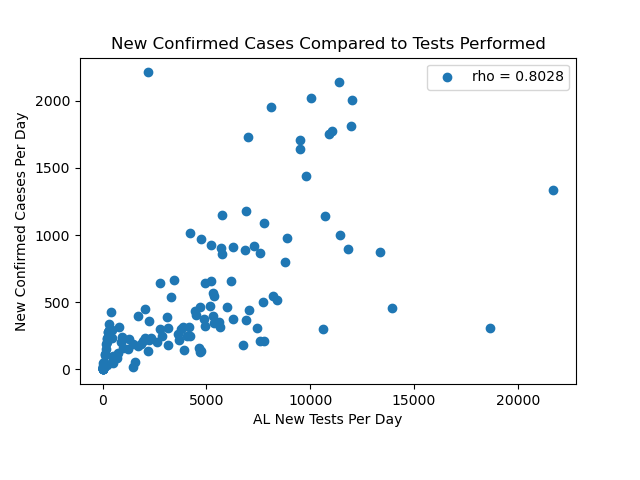 New Confirmed Cases Compared to Tests Performed
rho = 0.8028
2000
1500
1000
500
0
New Confirmed Caeses Per Day
0 5000 10000 15000 20000
AL New Tests Per Day